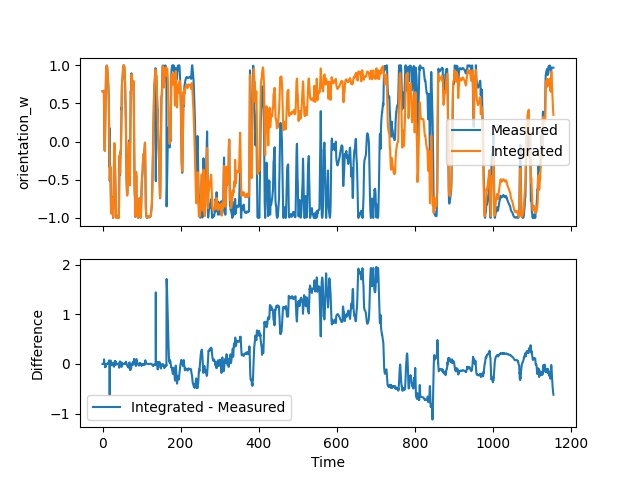 1.0
0.5
0.0
−0.5
−1.0
orientation_w
Measured
Integrated
2
1
0
−1
Difference
Integrated - Measured
0 200 400 600 800 1000 1200
Time